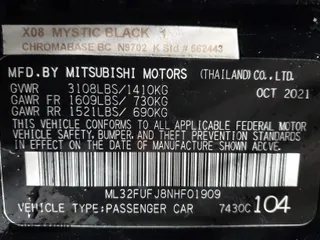 X08 MYSTIC BLACK 1
CHROMABASE BC N9702 K Std # 662443
MFD.BY MITSUBISHI MOTORS (THAILAND)CO.,LTD.
GVWR 3108LBS/1410KG OCT 2021
GAWR FR 1609LBS/ 730KG
GAWR RR 1521LBS/ 690KG
THIS VEHICLE CONFORMS TO ALL APPLICABLE
U.S. FEDERAL MOTOR VEHICLE
SAFETY, BUMPER, AND THEFT PREVENTION STANDARDS
IN EFFECT ON THE DATE OF MANUFACTURE SHOWN ABOVE.
ML32FUFJ8NHF01909
VEHICLE TYPE:PASSENGER CAR 7430C 104